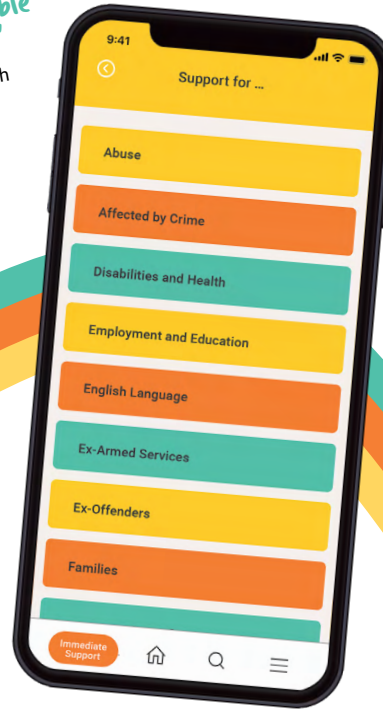 ble
h
9:41
Support for ...
Abuse
Affected by Crime
Disabilities and Health
Employment and Education
English Language
Ex-Armed Services
Ex-Offenders
Families
Immediate
Support